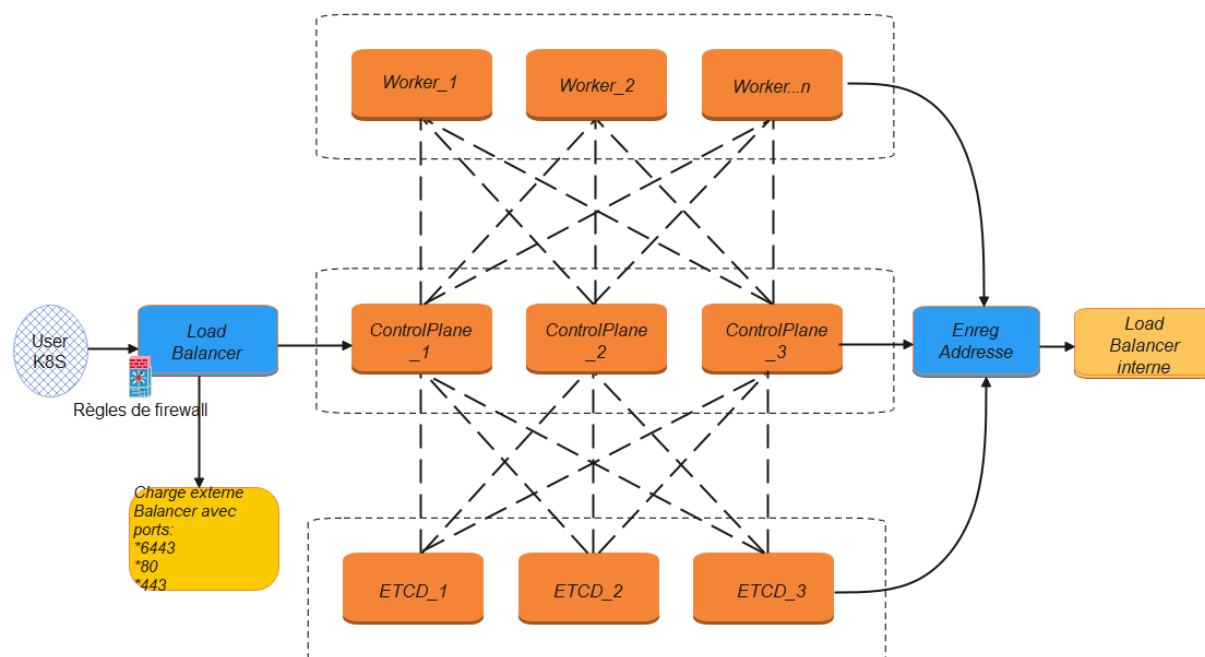 Worker_1
Worker_2
Worker...n
User
K8S
Load
Balancer
Règles de firewall
ControlPlane
_1
ControlPlane
_2
ControlPlane
_3
Enreg
Addresse
Load
Balancer
interne
Charge externe
Balancer avec
ports:
*6443
*80
*443
ETCD_1
ETCD_2
ETCD_3